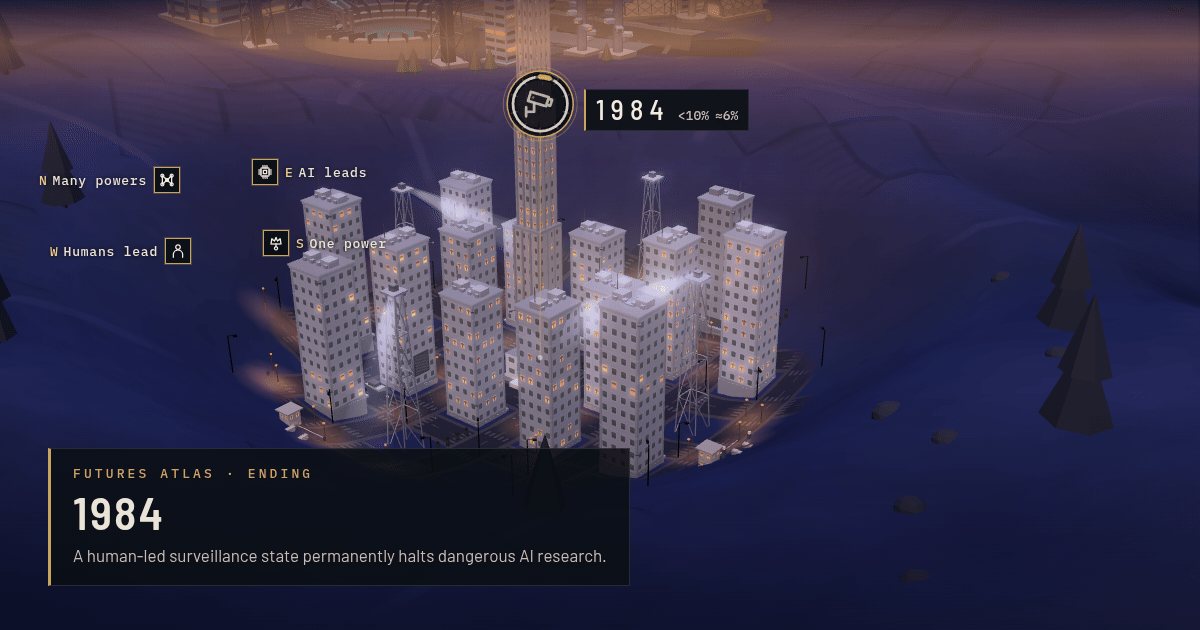 1984 <10% ≈6%
E AI leads
N Many powers
S One power
W Humans lead
FUTURES ATLAS · ENDING
1984
A human-led surveillance state permanently halts dangerous AI research.